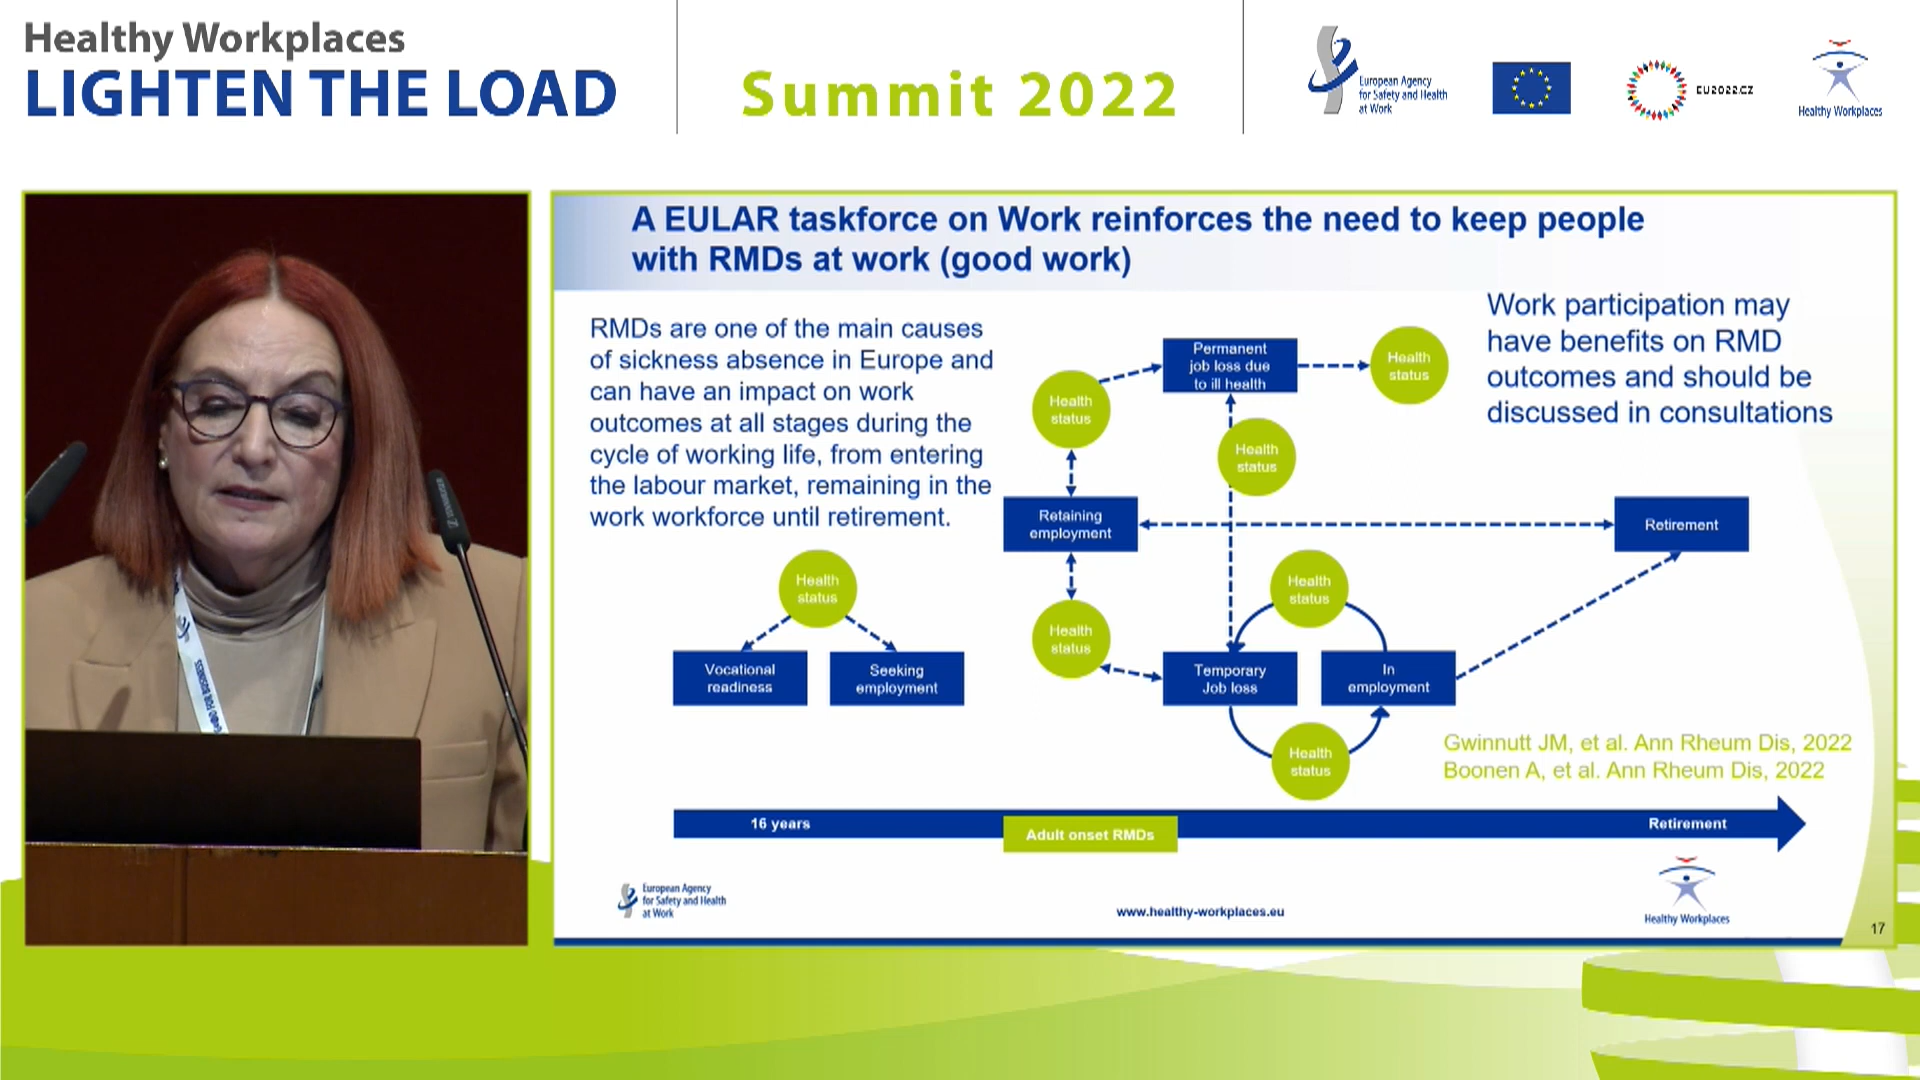 Healthy Workplaces
LIGHTEN THE LOAD
Summit 2022
European Agency
for Safety and Health
at Work
EU2022.CZ
Healthy Workplaces
A EULAR taskforce on Work reinforces the need to keep people
with RMDs at work (good work)
RMDs are one of the main causes
of sickness absence in Europe and
can have an impact on work
outcomes at all stages during the
cycle of working life, from entering
the labour market, remaining in the
work workforce until retirement.
Work participation may
have benefits on RMD
outcomes and should be
discussed in consultations
Permanent
job loss due
to ill health
Health
status
Health
status
Health
status
Retaining
employment
Retirement
Health
status
Health
status
Health
status
Vocational
readiness
Seeking
employment
Temporary
Job loss
In
employment
Health
status
Gwinnutt JM, et al. Ann Rheum Dis, 2022
Boonen A, et al. Ann Rheum Dis, 2022
16 years
Adult onset RMDs
Retirement
European Agency
for Safety and Health
at Work
www.healthy-workplaces.eu
Healthy Workplaces
17